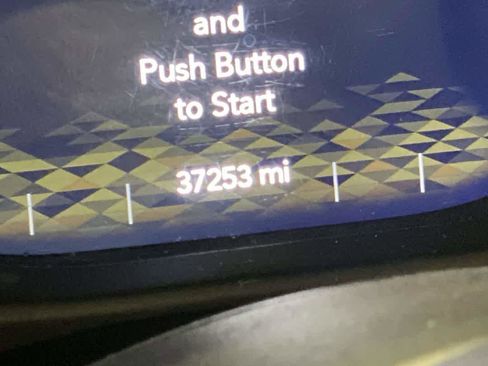 and
Push Button
to Start
37253 mi